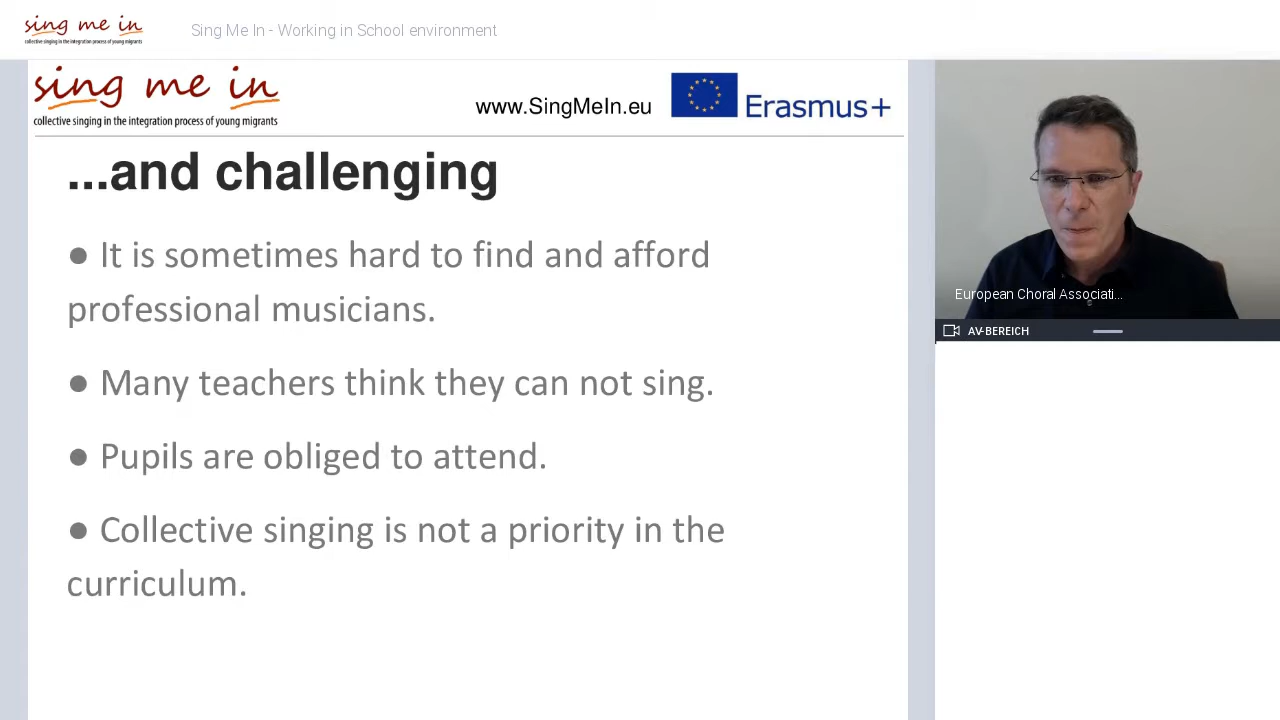 sing me in
collective singing in the integration process of young migrants
Sing Me In - Working in School environment
sing me in
collective singing in the integration process of young migrants
www.SingMeIn.eu
Erasmus+
...and challenging
● It is sometimes hard to find and afford
professional musicians.
● Many teachers think they can not sing.
● Pupils are obliged to attend.
● Collective singing is not a priority in the
curriculum.
European Choral Associati...
AV-BEREICH